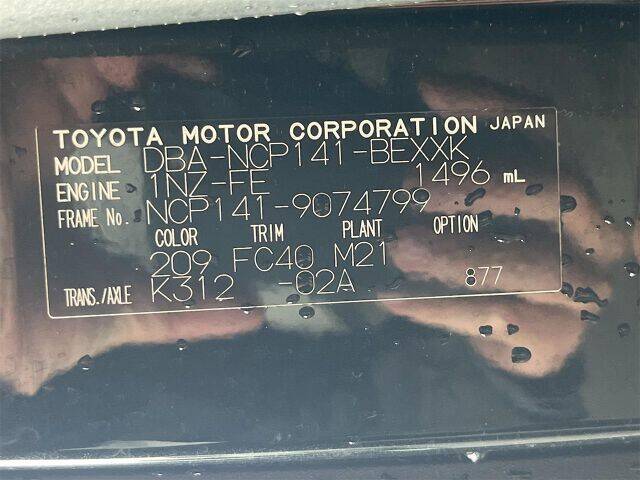 TOYOTA MOTOR CORPORATION JAPAN
MODEL DBA-NCP141-BEXXK
ENGINE 1NZ-FE 1496 mL
FRAME No. NCP141-9074799
COLOR TRIM PLANT OPTION
209 FC40 M21
TRANS./AXLE K312 -02A 877